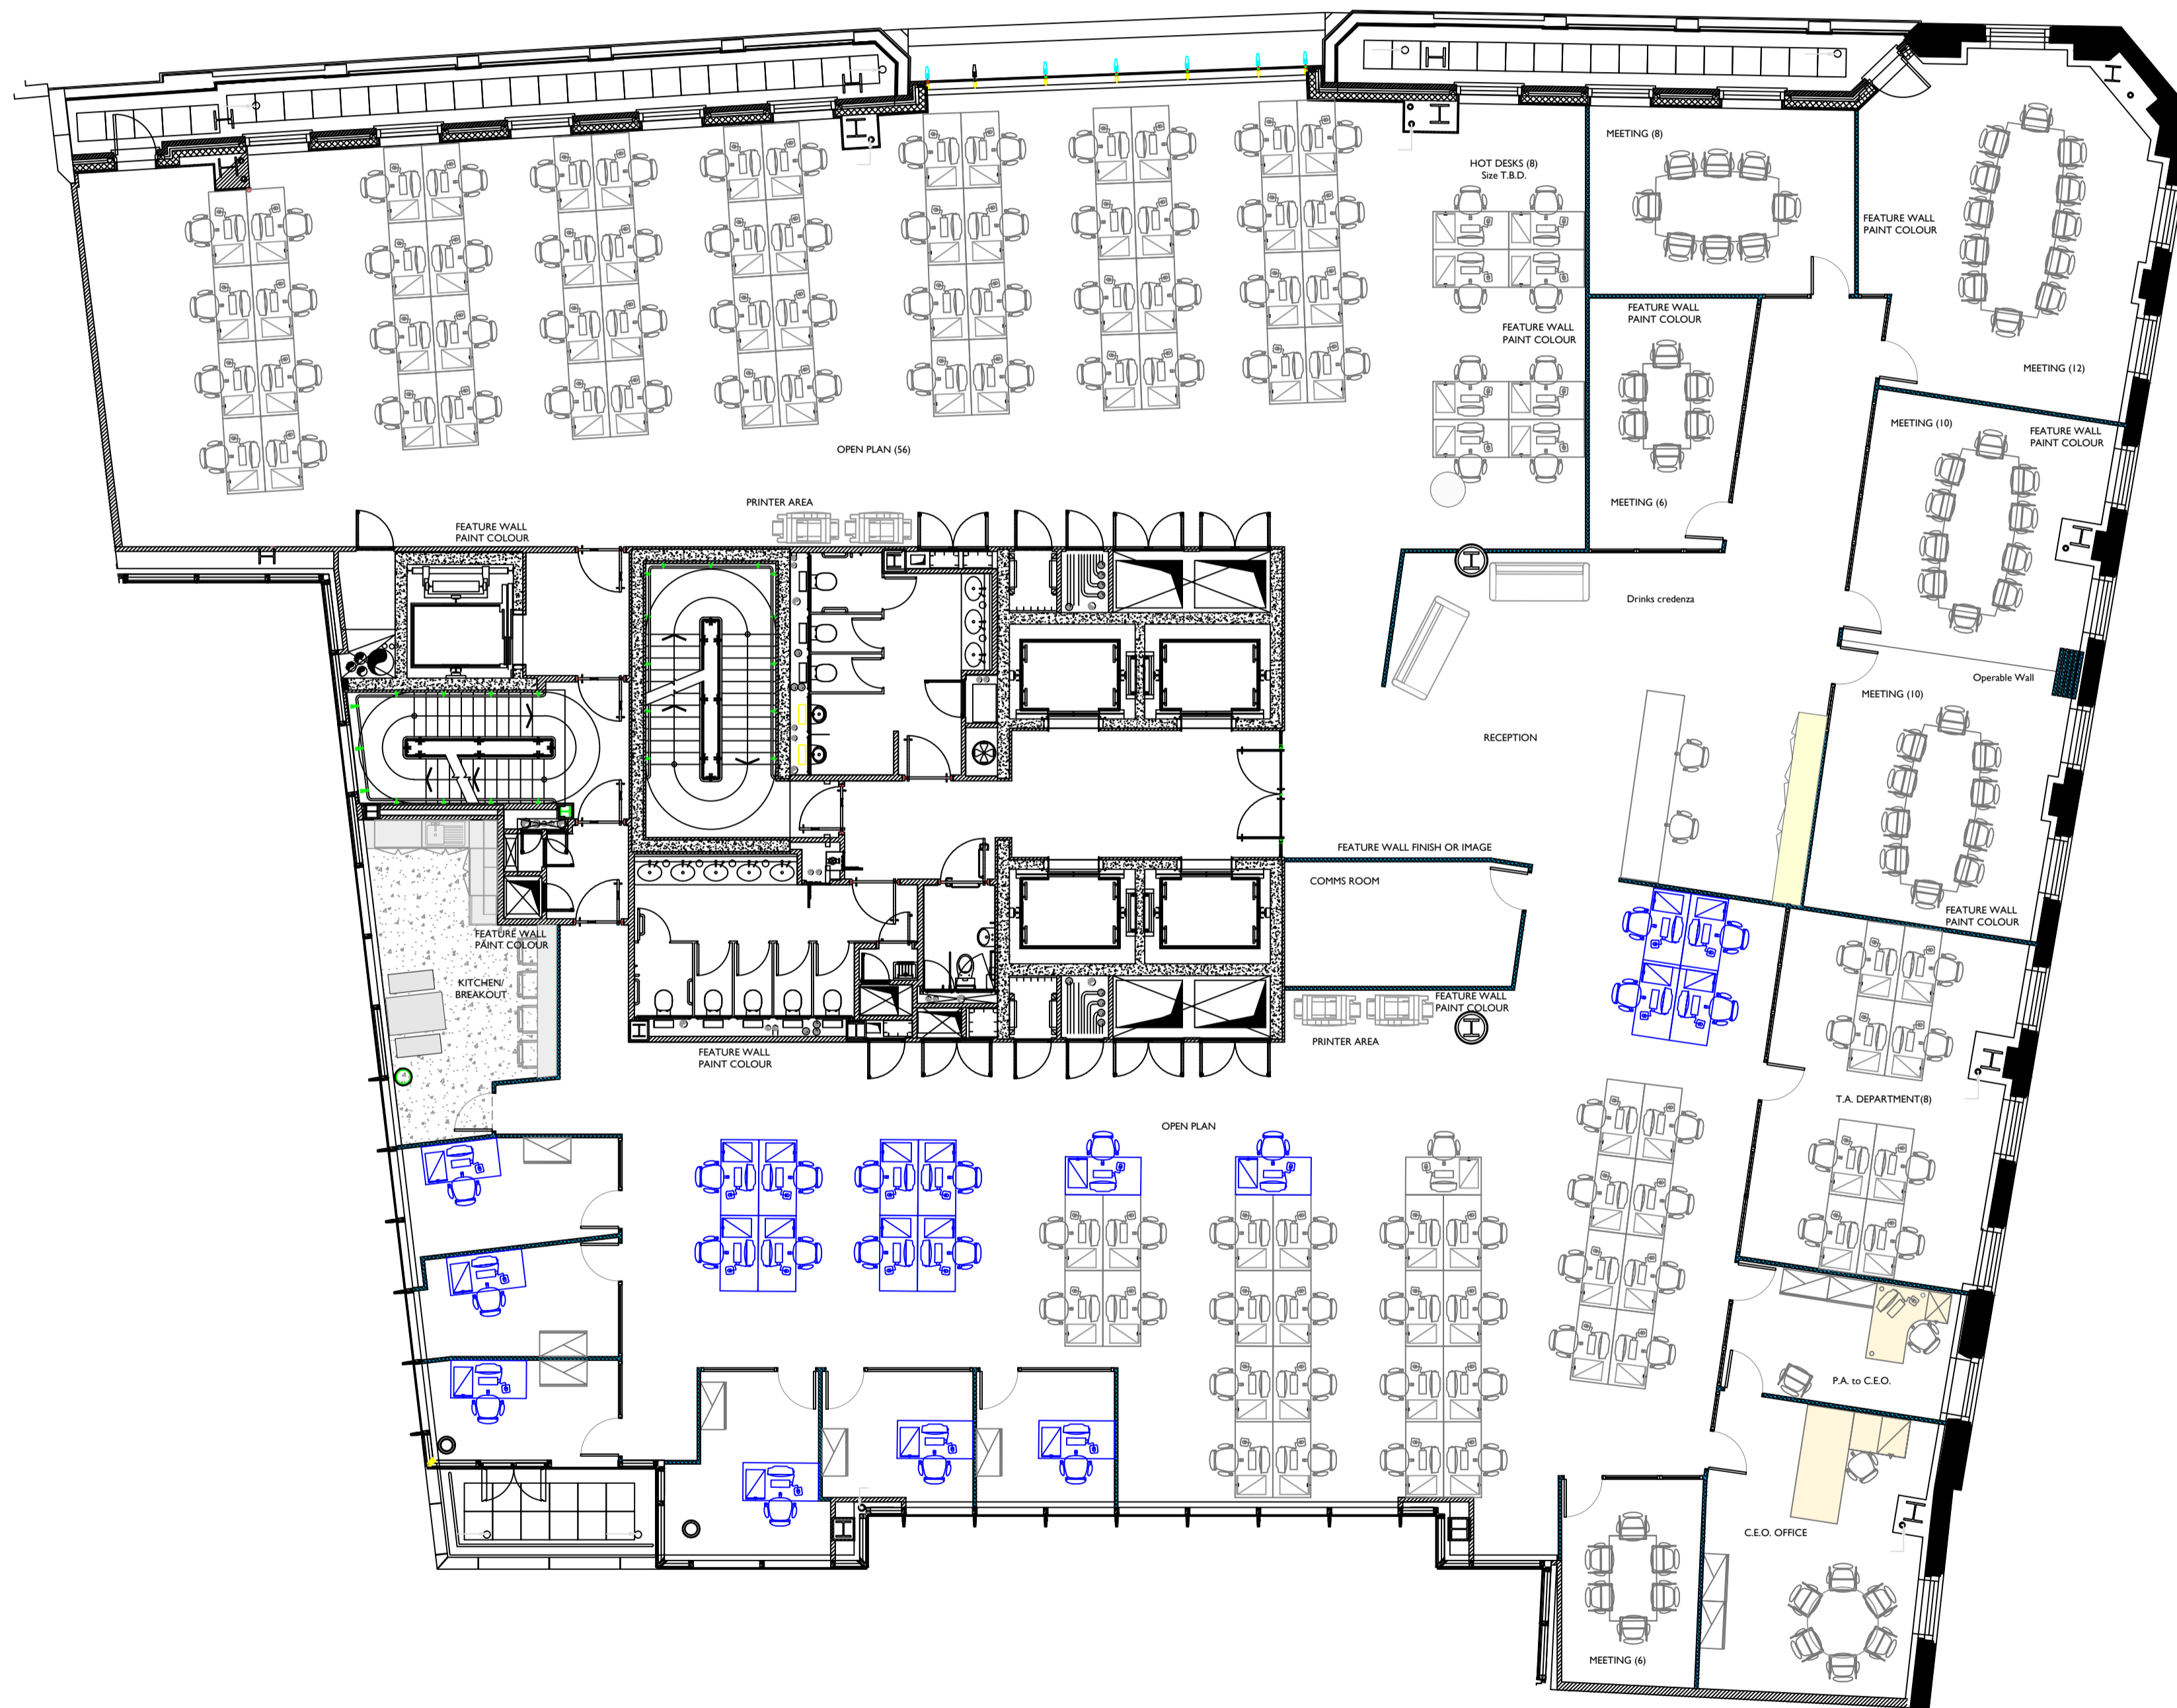 MEETING (8)
HOT DESKS (8)
Size T.B.D.
FEATURE WALL
PAINT COLOUR
FEATURE WALL
PAINT COLOUR
FEATURE WALL
PAINT COLOUR
MEETING (12)
MEETING (10)
FEATURE WALL
PAINT COLOUR
OPEN PLAN (56)
PRINTER AREA
MEETING (6)
FEATURE WALL
PAINT COLOUR
Drinks credenza
Operable Wall
MEETING (10)
RECEPTION
FEATURE WALL FINISH OR IMAGE
COMMS ROOM
FEATURE WALL
PAINT COLOUR
FEATURE WALL
PAINT COLOUR
KITCHEN/
BREAKOUT
FEATURE WALL
PAINT COLOUR
PRINTER AREA
FEATURE WALL
PAINT COLOUR
T.A. DEPARTMENT(8)
OPEN PLAN
P.A. to C.E.O.
C.E.O. OFFICE
MEETING (6)